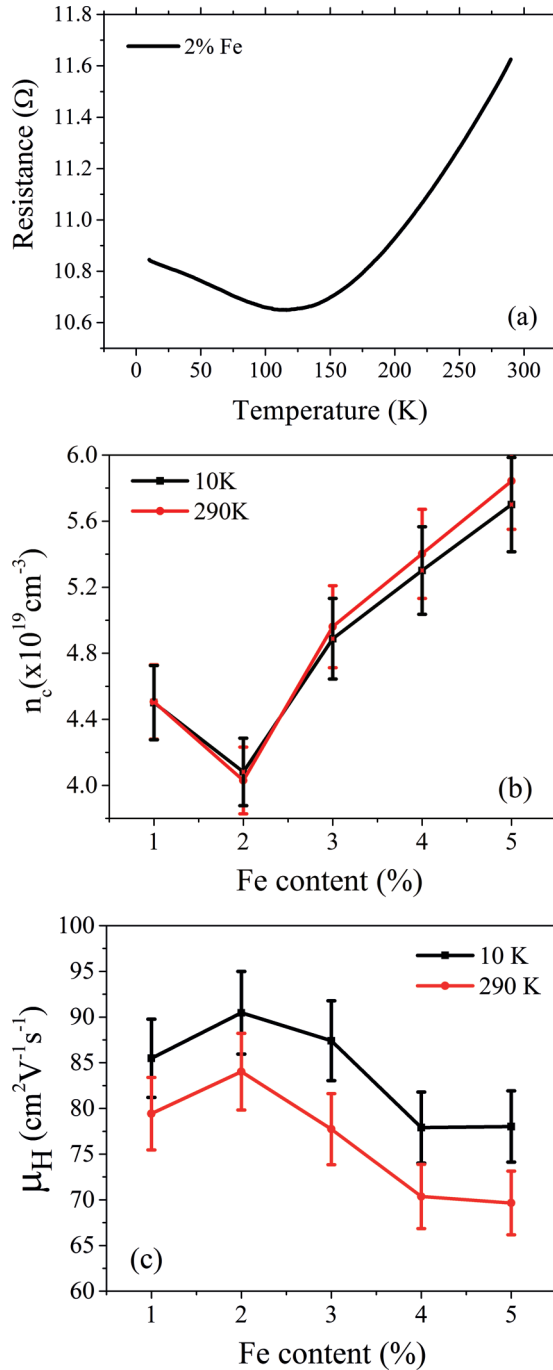 11.8
11.6
11.4
11.2
11.0
10.8
10.6
Resistance (Ω)
2% Fe
(a)
0 50 100 150 200 250 300
Temperature (K)
6.0
5.6
5.2
4.8
4.4
4.0
n_c(x10^19cm^-3)
10K
290K
(b)
1 2 3 4 5
Fe content (%)
100
95
90
85
80
75
70
65
60
μ_H (cm^2V^-1s^-1)
10 K
290 K
(c)
1 2 3 4 5
Fe content (%)